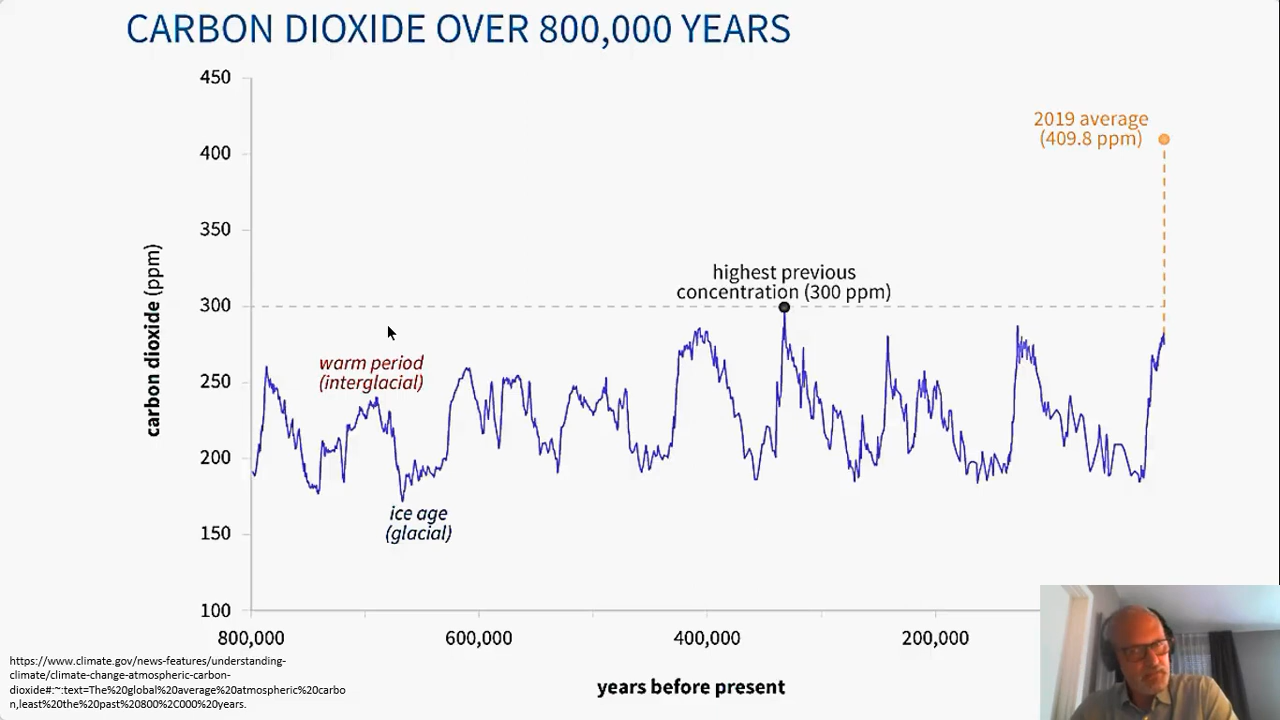 CARBON DIOXIDE OVER 800,000 YEARS
450
400
350
300
250
200
150
100
carbon dioxide (ppm)
2019 average
(409.8 ppm)
highest previous
concentration (300 ppm)
warm period
(interglacial)
ice age
(glacial)
800,000
600,000
400,000
200,000
years before present
https://www.climate.gov/news-features/understanding-
climate/climate-change-atmospheric-carbon-
dioxide#:~:text=The%20global%20average%20atmospheric%20carbo
n,least%20the%20past%20800%2C000%20years.